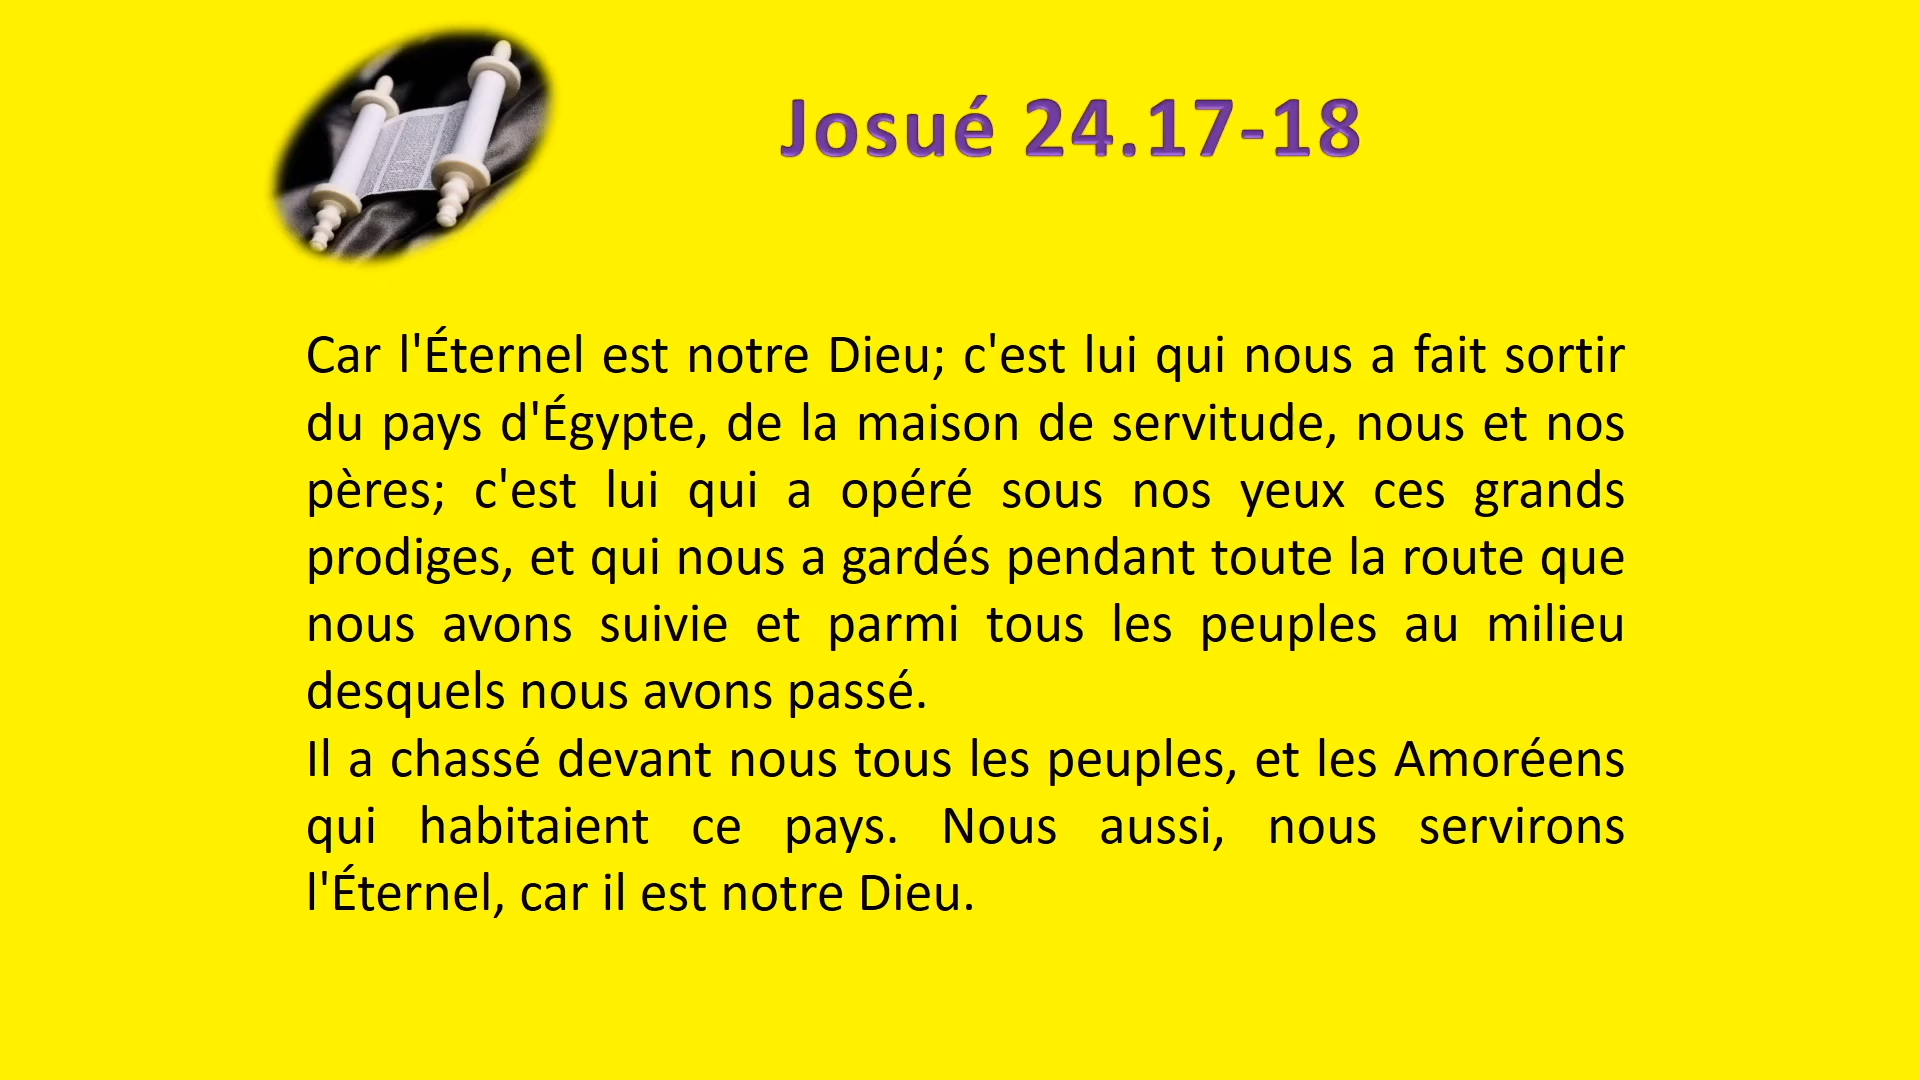 Josué 24.17-18
Car l'Éternel est notre Dieu; c'est lui qui nous a fait sortir
du pays d'Égypte, de la maison de servitude, nous et nos
pères; c'est lui qui a opéré sous nos yeux ces grands
prodiges, et qui nous a gardés pendant toute la route que
nous avons suivie et parmi tous les peuples au milieu
desquels nous avons passé.
Il a chassé devant nous tous les peuples, et les Amoréens
qui habitaient ce pays. Nous aussi, nous servirons
l'Éternel, car il est notre Dieu.